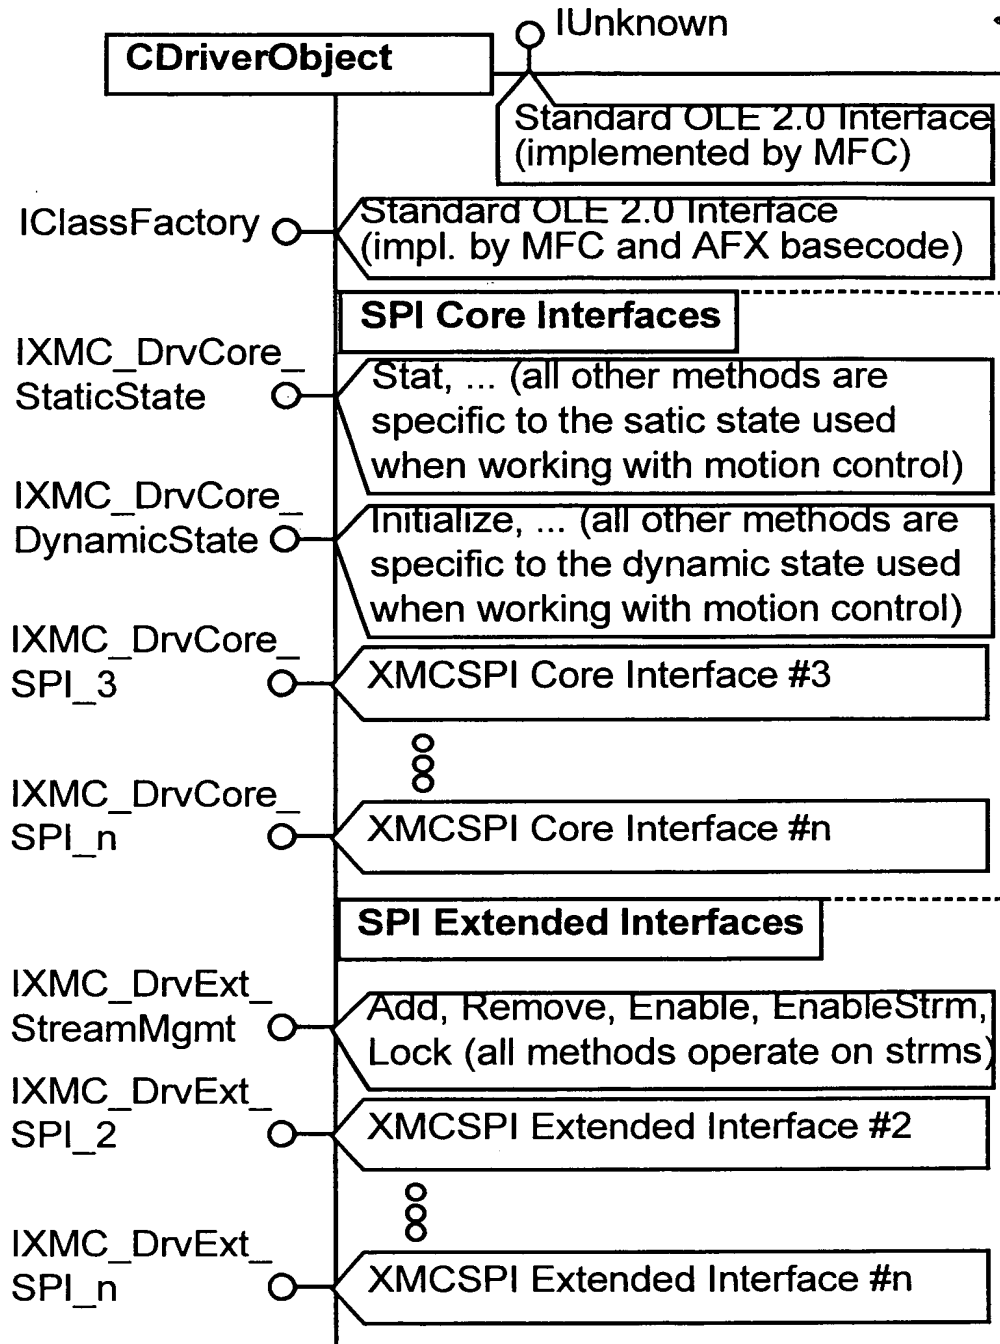 IUnknown
CDriverObject
Standard OLE 2.0 Interface
(implemented by MFC)
IClassFactory
Standard OLE 2.0 Interface
(impl. by MFC and AFX basecode)
SPI Core Interfaces
IXMC_DrvCore_
StaticState
Stat, ... (all other methods are
specific to the satic state used
when working with motion control)
IXMC_DrvCore_
DynamicState
Initialize, ... (all other methods are
specific to the dynamic state used
when working with motion control)
IXMC_DrvCore_
SPI_3
XMCSPI Core Interface #3
IXMC_DrvCore_
SPI_n
XMCSPI Core Interface #n
SPI Extended Interfaces
IXMC_DrvExt_
StreamMgmt
Add, Remove, Enable, EnableStrm,
Lock (all methods operate on strms)
IXMC_DrvExt_
SPI_2
XMCSPI Extended Interface #2
IXMC_DrvExt_
SPI_n
XMCSPI Extended Interface #n